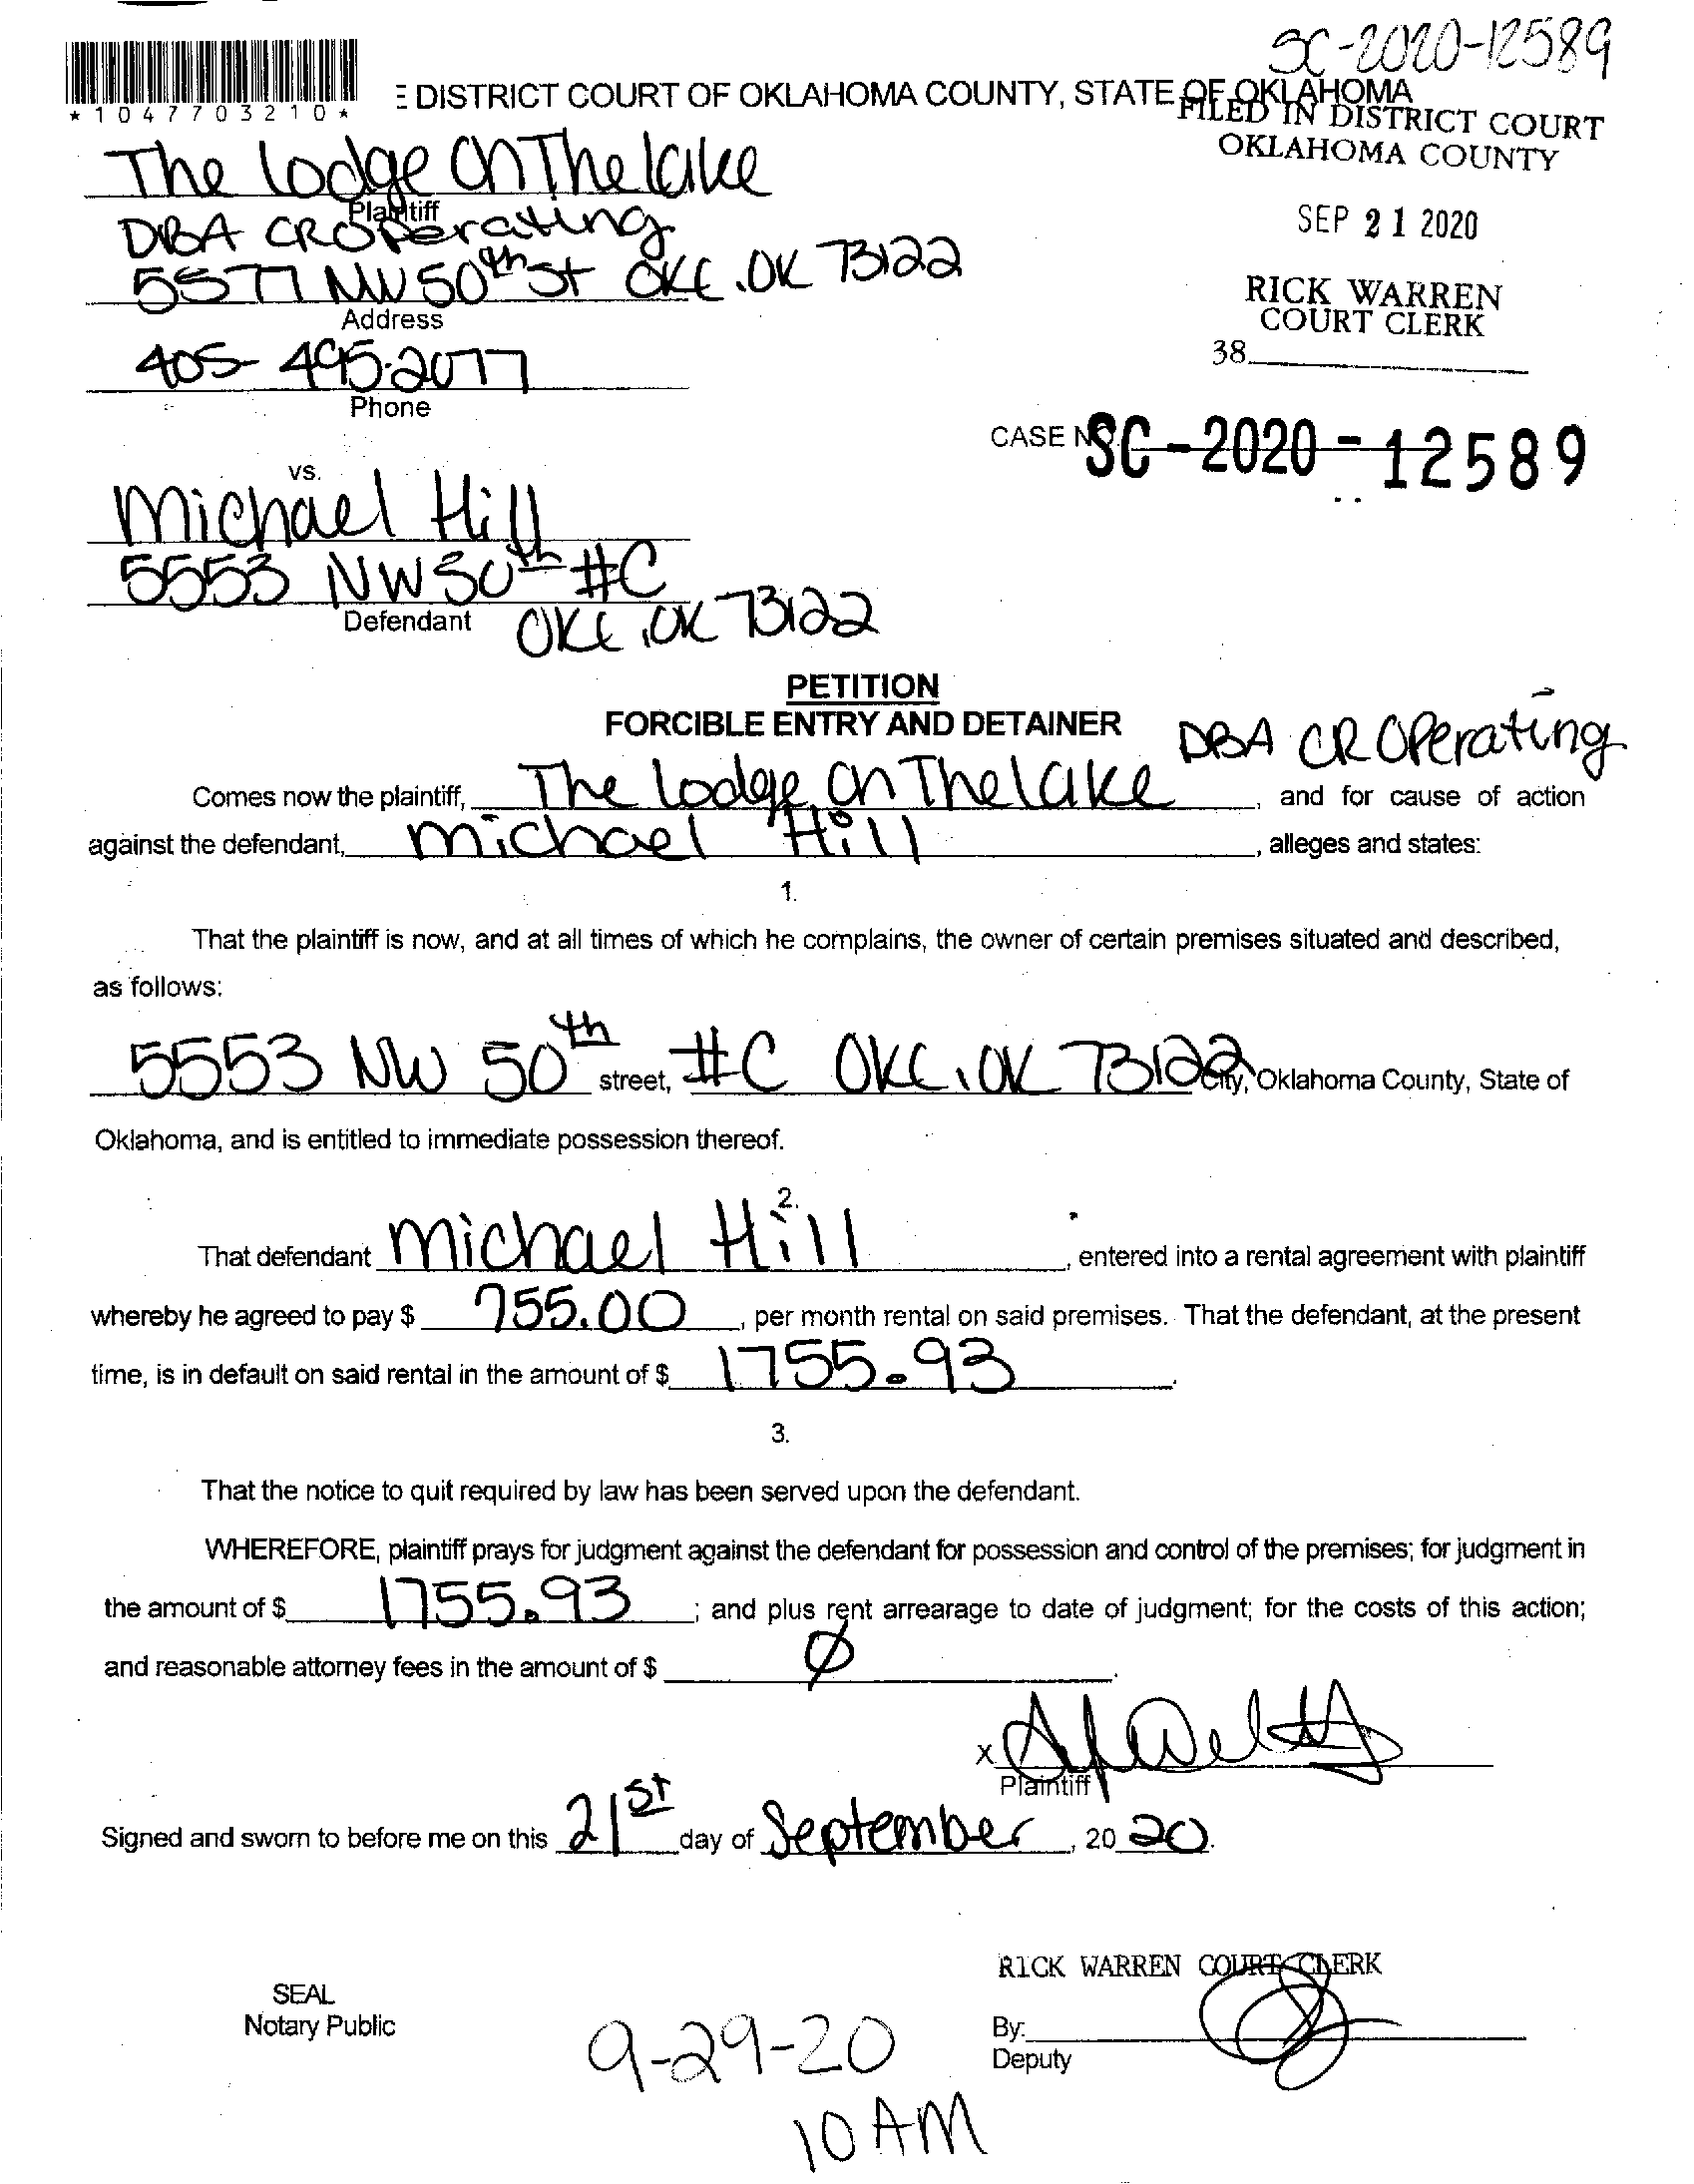 SC-2020-12589
*1047703210*
E DISTRICT COURT OF OKLAHOMA COUNTY, STATE OF OKLAHOMA
FILED IN DISTRICT COURT
OKLAHOMA COUNTY
The lodge On The lake
Plaintiff
DBA CROperating
SEP 21 2020
5577 NW 50th St OKC.OK 73122
Address
RICK WARREN
COURT CLERK
405-495-2077
Phone
38
CASE NO. SC-2020-12589
vs.
Michael Hill
5553 NW 50th #C
Defendant
OKC, OK 73122
PETITION
FORCIBLE ENTRY AND DETAINER
DBA CR OPerating
Comes now the plaintiff, The lodge On The lake, and for cause of action
against the defendant, Michael Hill, alleges and states:
1.
That the plaintiff is now, and at all times of which he complains, the owner of certain premises situated and described,
as follows:
5553 NW 50th street, #C OKC, OK 73122 City, Oklahoma County, State of
Oklahoma, and is entitled to immediate possession thereof.
2.
That defendant Michael Hill, entered into a rental agreement with plaintiff
whereby he agreed to pay $ 755.00, per month rental on said premises. That the defendant, at the present
time, is in default on said rental in the amount of $ 1755.93.
3.
That the notice to quit required by law has been served upon the defendant.
WHEREFORE, plaintiff prays for judgment against the defendant for possession and control of the premises; for judgment in
the amount of $ 1755.93; and plus rent arrearage to date of judgment; for the costs of this action;
and reasonable attorney fees in the amount of $ Ø.
X
Plaintiff
Signed and sworn to before me on this 21st day of September, 20 20.
RICK WARREN COURT CLERK
SEAL
Notary Public
By:
Deputy
9-29-20
10 AM